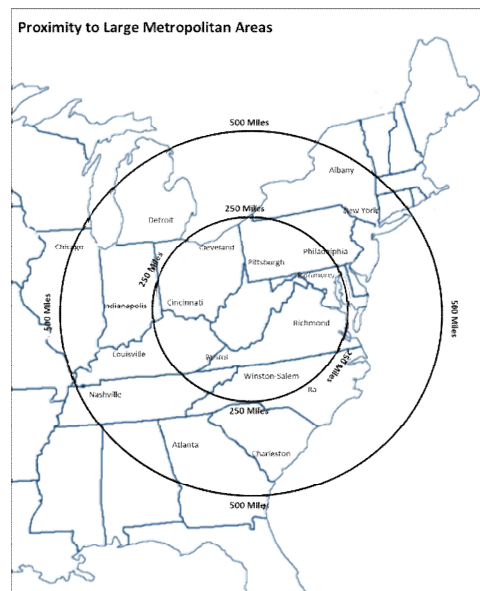 Proximity to Large Metropolitan Areas
500 Miles
Albany
250 Miles
New York
Detroit
Chicago
Cleveland
Philadelphia
Pittsburgh
250 Miles
Baltimore
Indianapolis
Cincinnati
500 Miles
500 Miles
Richmond
Louisville
Bristol
250 Miles
Winston-Salem
Nashville
Ra
250 Miles
Atlanta
Charleston
500 Miles